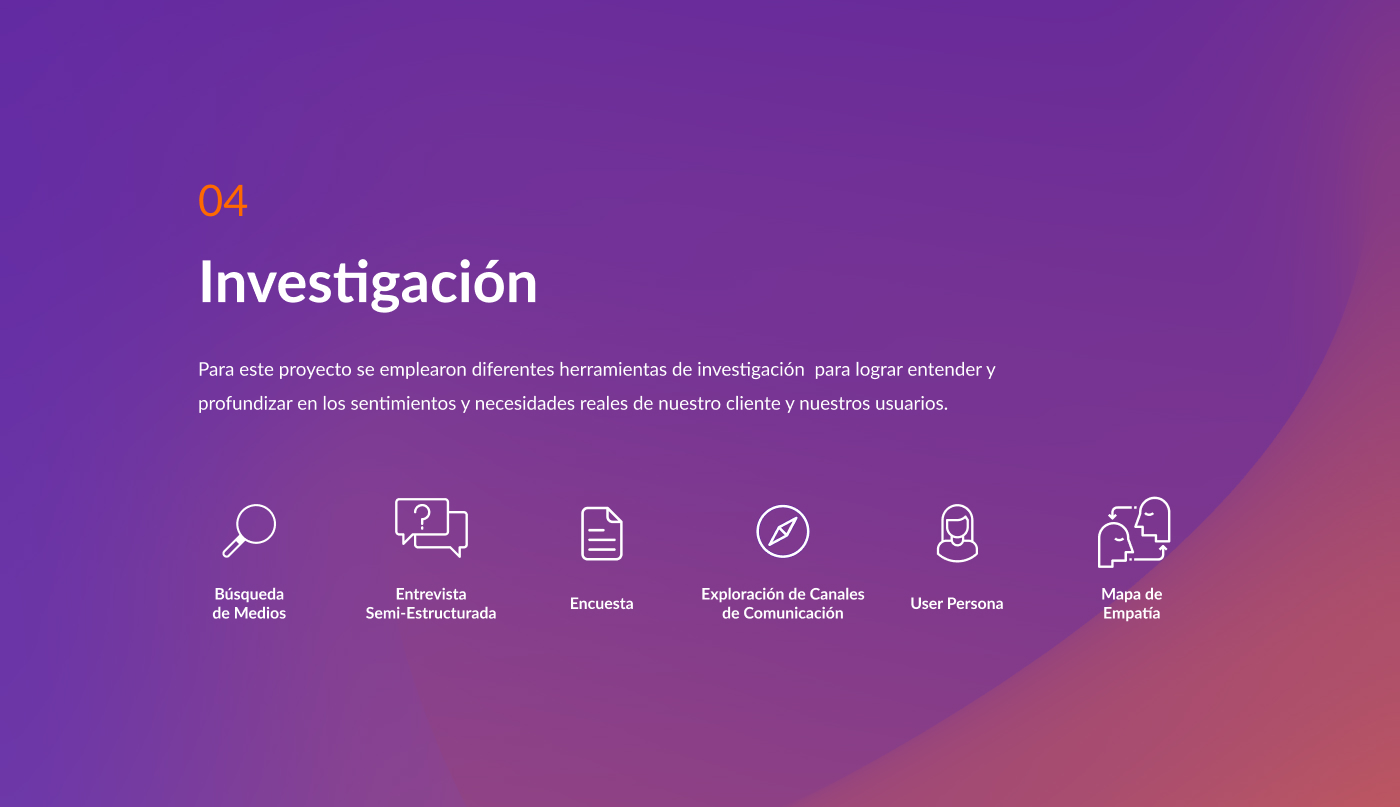 04
Investigación
Para este proyecto se emplearon diferentes herramientas de investigación  para lograr entender y
profundizar en los sentimientos y necesidades reales de nuestro cliente y nuestros usuarios.
Búsqueda
de Medios
Entrevista
Semi-Estructurada
Encuesta
Exploración de Canales
de Comunicación
User Persona
Mapa de
Empatía